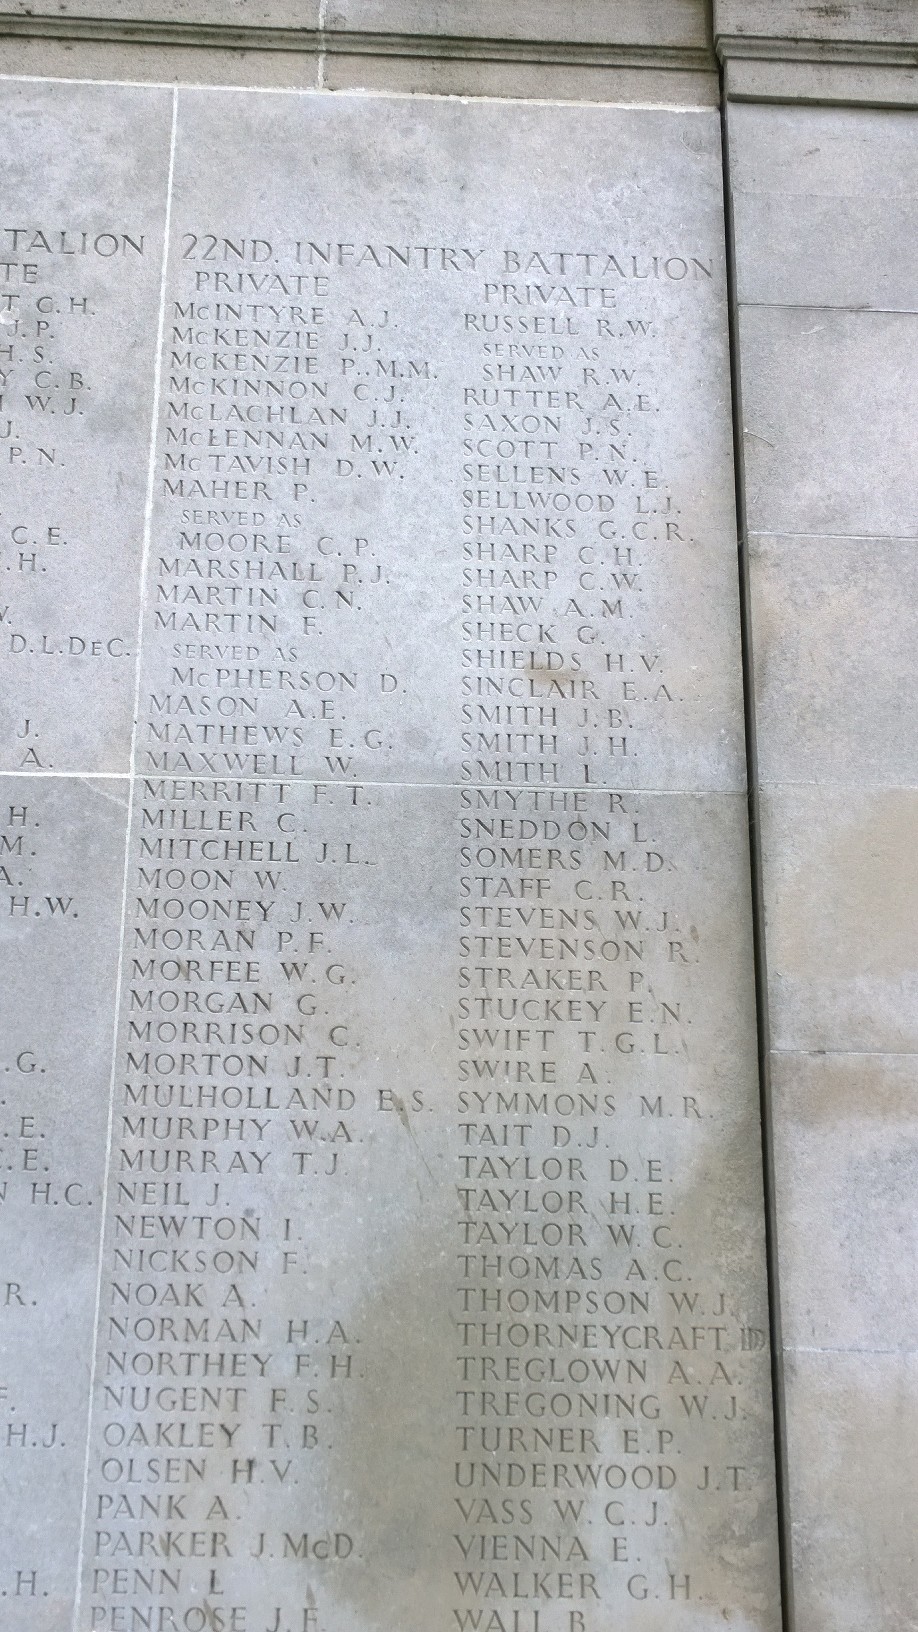 TALION
TE
T C.H.
J.P.
H.S.
Y C.B.
W.J.
J.
P.N.
C.E.
.H.
D.L.DEC.
J.
A.
H.
M.
A.
H.W.
.G.
.E.
.E.
N H.C.
R.
F.
H.J.
.H.
22ND. INFANTRY BATTALION
PRIVATE
McINTYRE A.J.
McKENZIE J.J.
McKENZIE P.,M.M.
McKINNON C.J.
McLACHLAN J.J.
McLENNAN M.W.
McTAVISH D.W.
MAHER P.
SERVED AS
MOORE C.P.
MARSHALL P.J.
MARTIN C.N.
MARTIN F.
SERVED AS
McPHERSON D.
MASON A.E.
MATHEWS E.G.
MAXWELL W.
MERRITT F.T.
MILLER C.
MITCHELL J.L.
MOON W.
MOONEY J.W.
MORAN P.F.
MORFEE W.G.
MORGAN G.
MORRISON C.
MORTON J.T.
MULHOLLAND E.S.
MURPHY W.A.
MURRAY T.J.
NEIL J.
NEWTON I.
NICKSON F.
NOAK A.
NORMAN H.A.
NORTHEY F.H.
NUGENT F.S.
OAKLEY T.B.
OLSEN H.V.
PANK A.
PARKER J.McD.
PENN L
PENROSE J.F.
PRIVATE
RUSSELL R.W.
SERVED AS
SHAW R.W.
RUTTER A.E.
SAXON J.S.
SCOTT P.N.
SELLENS W.E.
SELLWOOD L.J.
SHANKS G.C.R.
SHARP C.H.
SHARP C.W.
SHAW A.M.
SHECK G.
SHIELDS H.V.
SINCLAIR E.A.
SMITH J.B.
SMITH J.H.
SMITH L.
SMYTHE R.
SNEDDON L.
SOMERS M.D.
STAFF C.R.
STEVENS W.J.
STEVENSON R.
STRAKER P.
STUCKEY E.N.
SWIFT T.G.L.
SWIRE A.
SYMMONS M.R.
TAIT D.J.
TAYLOR D.E.
TAYLOR H.E.
TAYLOR W.C.
THOMAS A.C.
THOMPSON W.J.
THORNEYCRAFT
TREGLOWN A.A.
TREGONING W.J.
TURNER E.P.
UNDERWOOD J.T.
VASS W.C.J.
VIENNA E.
WALKER G.H.
WALL B